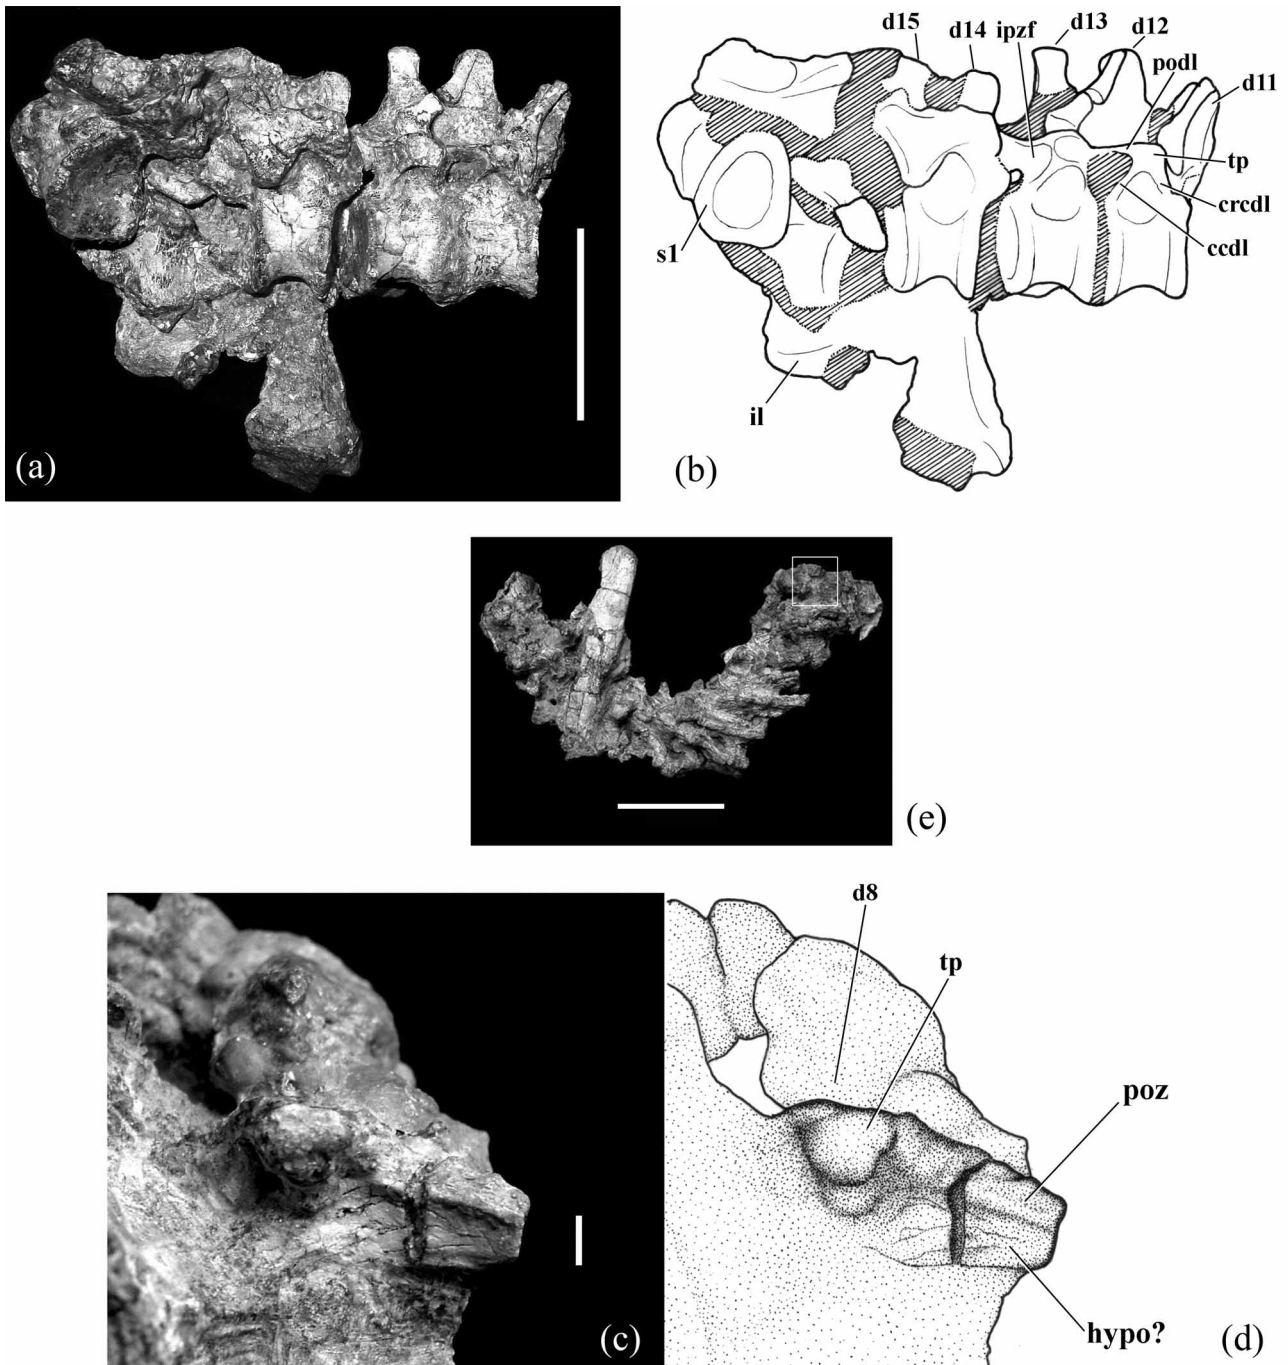 d15
d14
ipzf
d13
d12
podl
d11
tp
crcdl
ccdl
s1
il
(a)
(b)
(e)
d8
tp
poz
hypo?
(c)
(d)